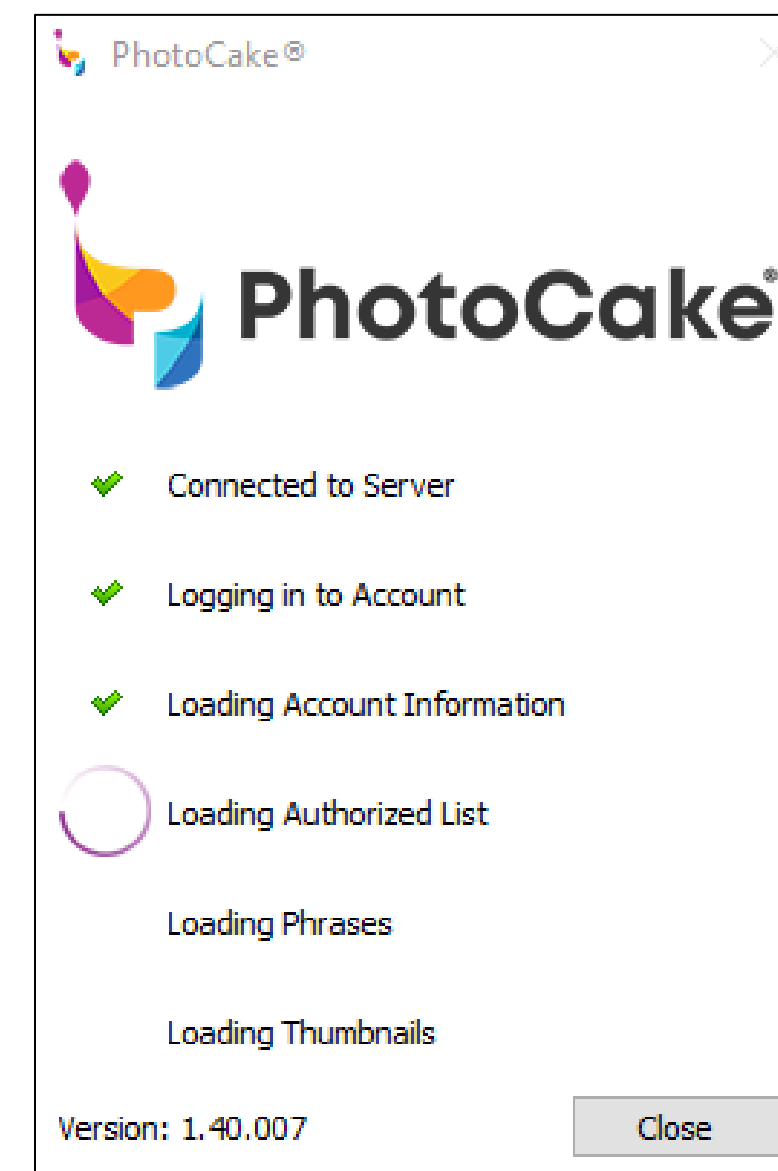 PhotoCake®
PhotoCake®
Connected to Server
Logging in to Account
Loading Account Information
Loading Authorized List
Loading Phrases
Loading Thumbnails
Version: 1.40.007
Close